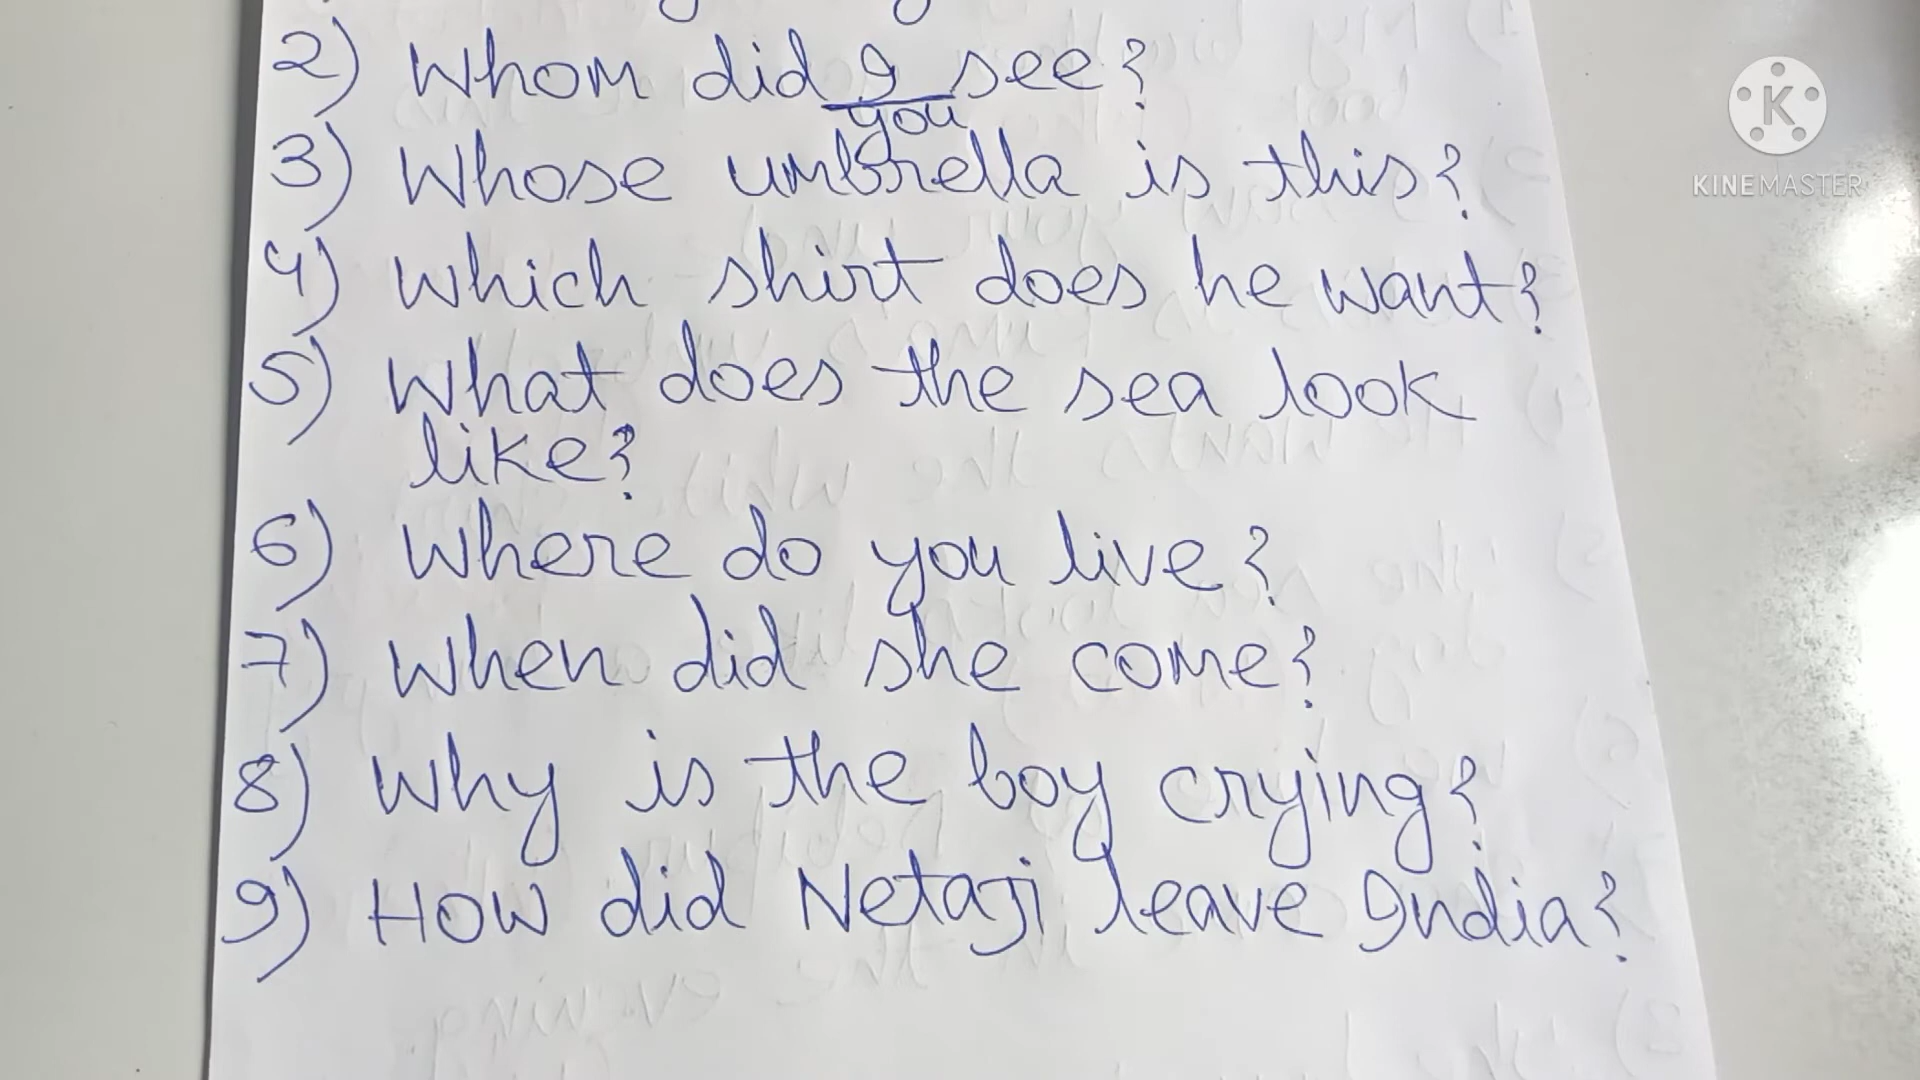 2) Whom did I see?
you
3) Whose umbrella is this?
4) Which shirt does he want?
5) What does the sea look
like?
6) Where do you live?
7) When did she come?
8) Why is the boy crying?
9) How did Netaji leave India?
K
KINEMASTER